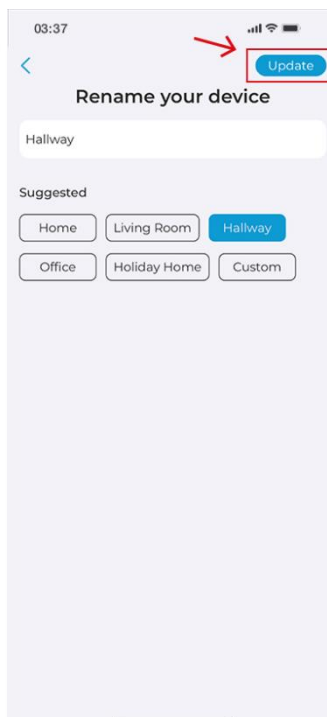 03:37
Update
Rename your device
Hallway
Suggested
Home
Living Room
Hallway
Office
Holiday Home
Custom